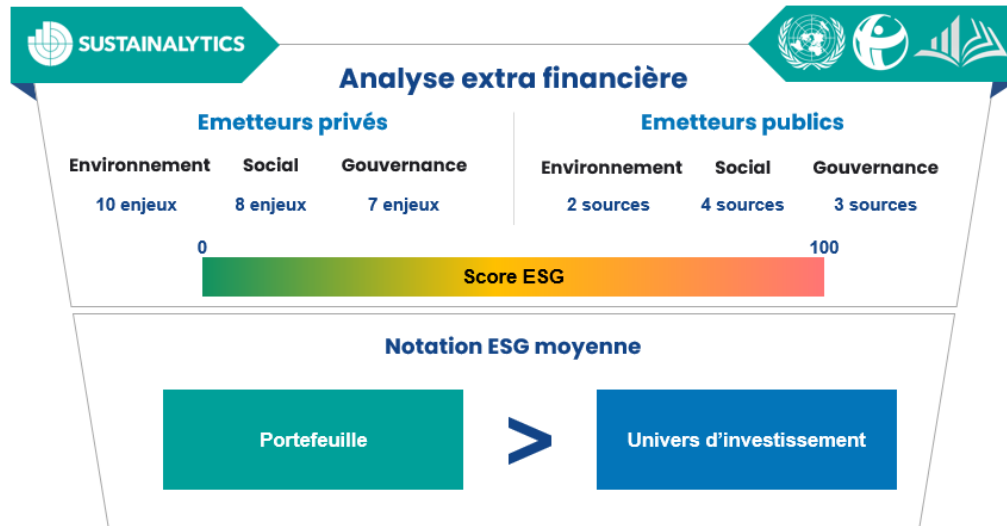 SUSTAINALYTICS
Analyse extra financière
Emetteurs privés
Emetteurs publics
Environnement Social Gouvernance
10 enjeux 8 enjeux 7 enjeux
Environnement Social Gouvernance
2 sources 4 sources 3 sources
0 100
Score ESG
Notation ESG moyenne
Portefeuille > Univers d’investissement